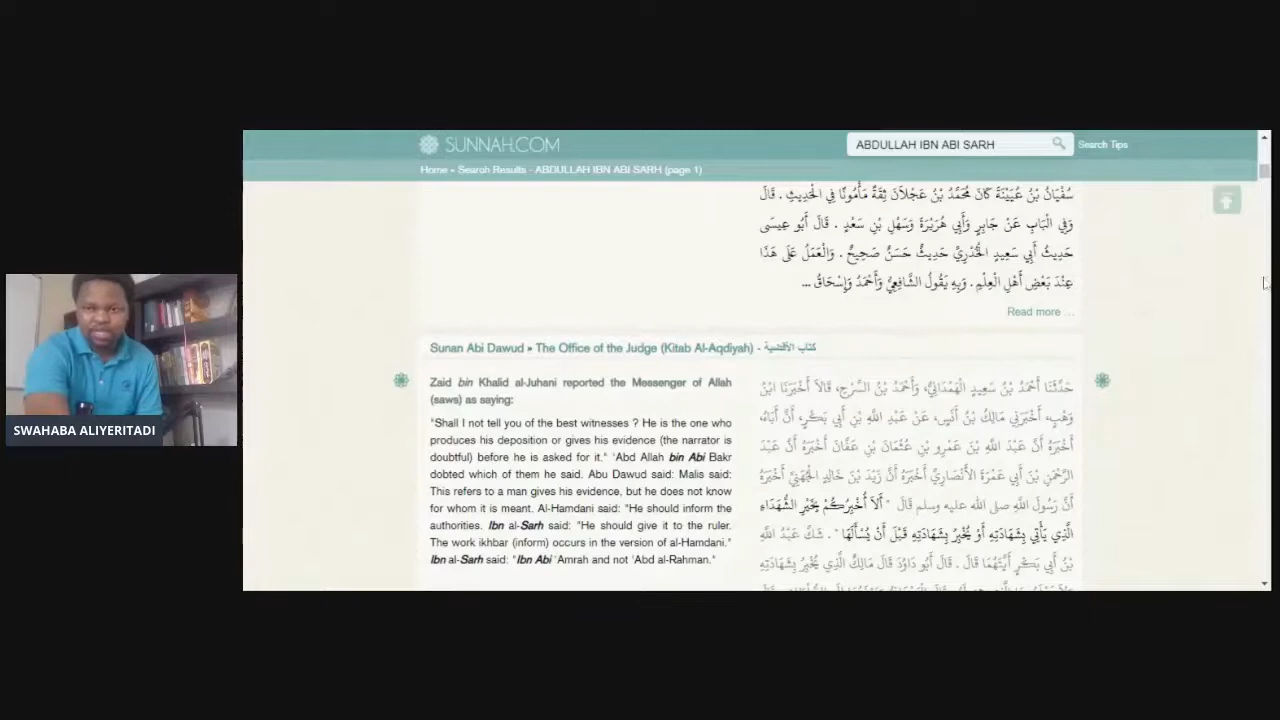 SUNNAH.COM
ABDULLAH IBN ABI SARH
Search Tips
Home » Search Results - ABDULLAH IBN ABI SARH (page 1)
سُفْيَانُ بْنُ عُيَيْنَةَ كَانَ مُحَمَّدُ بْنُ عَجْلاَنَ ثِقَةً مَأْمُونًا فِي الْحَدِيثِ . قَالَ
وَفِي الْبَابِ عَنْ جَابِرٍ وَأَبِي هُرَيْرَةَ وَسَهْلِ بْنِ سَعْدٍ . قَالَ أَبُو عِيسَى
حَدِيثُ أَبِي سَعِيدٍ الْخُدْرِيِّ حَدِيثٌ حَسَنٌ صَحِيحٌ . وَالْعَمَلُ عَلَى هَذَا
عِنْدَ بَعْضِ أَهْلِ الْعِلْمِ . وَبِهِ يَقُولُ الشَّافِعِيُّ وَأَحْمَدُ وَإِسْحَاقُ ...
Read more …
Sunan Abi Dawud » The Office of the Judge (Kitab Al-Aqdiyah) - كتاب الأقضية
Zaid bin Khalid al-Juhani reported the Messenger of Allah
(saws) as saying:
"Shall I not tell you of the best witnesses ? He is the one who
produces his deposition or gives his evidence (the narrator is
doubtful) before he is asked for it." 'Abd Allah bin Abi Bakr
dobted which of them he said. Abu Dawud said: Malis said:
This refers to a man gives his evidence, but he does not know
for whom it is meant. Al-Hamdani said: "He should inform the
authorities. Ibn al-Sarh said: "He should give it to the ruler.
The work ikhbar (inform) occurs in the version of al-Hamdani."
Ibn al-Sarh said: "Ibn Abi 'Amrah and not 'Abd al-Rahman."
حَدَّثَنَا أَحْمَدُ بْنُ سَعِيدٍ الْهَمْدَانِيُّ، وَأَحْمَدُ بْنُ السَّرْحِ، قَالاَ أَخْبَرَنَا ابْنُ
وَهْبٍ، أَخْبَرَنِي مَالِكُ بْنُ أَنَسٍ، عَنْ عَبْدِ اللَّهِ بْنِ أَبِي بَكْرٍ، أَنَّ أَبَاهُ،
أَخْبَرَهُ أَنَّ عَبْدَ اللَّهِ بْنَ عَمْرِو بْنِ عُثْمَانَ بْنِ عَفَّانَ أَخْبَرَهُ أَنَّ عَبْدَ
الرَّحْمَنِ بْنَ أَبِي عَمْرَةَ الأَنْصَارِيَّ أَخْبَرَهُ أَنَّ زَيْدَ بْنَ خَالِدٍ الْجُهَنِيَّ أَخْبَرَهُ
أَنَّ رَسُولَ اللَّهِ صلى الله عليه وسلم قَالَ " أَلاَ أُخْبِرُكُمْ بِخَيْرِ الشُّهَدَاءِ
الَّذِي يَأْتِي بِشَهَادَتِهِ أَوْ يُخْبِرُ بِشَهَادَتِهِ قَبْلَ أَنْ يُسْأَلَهَا " . شَكَّ عَبْدُ اللَّهِ
بْنُ أَبِي بَكْرٍ أَيَّتَهُمَا قَالَ . قَالَ أَبُو دَاوُدَ قَالَ مَالِكٌ الَّذِي يُخْبِرُ بِشَهَادَتِهِ
SWAHABA ALIYERITADI